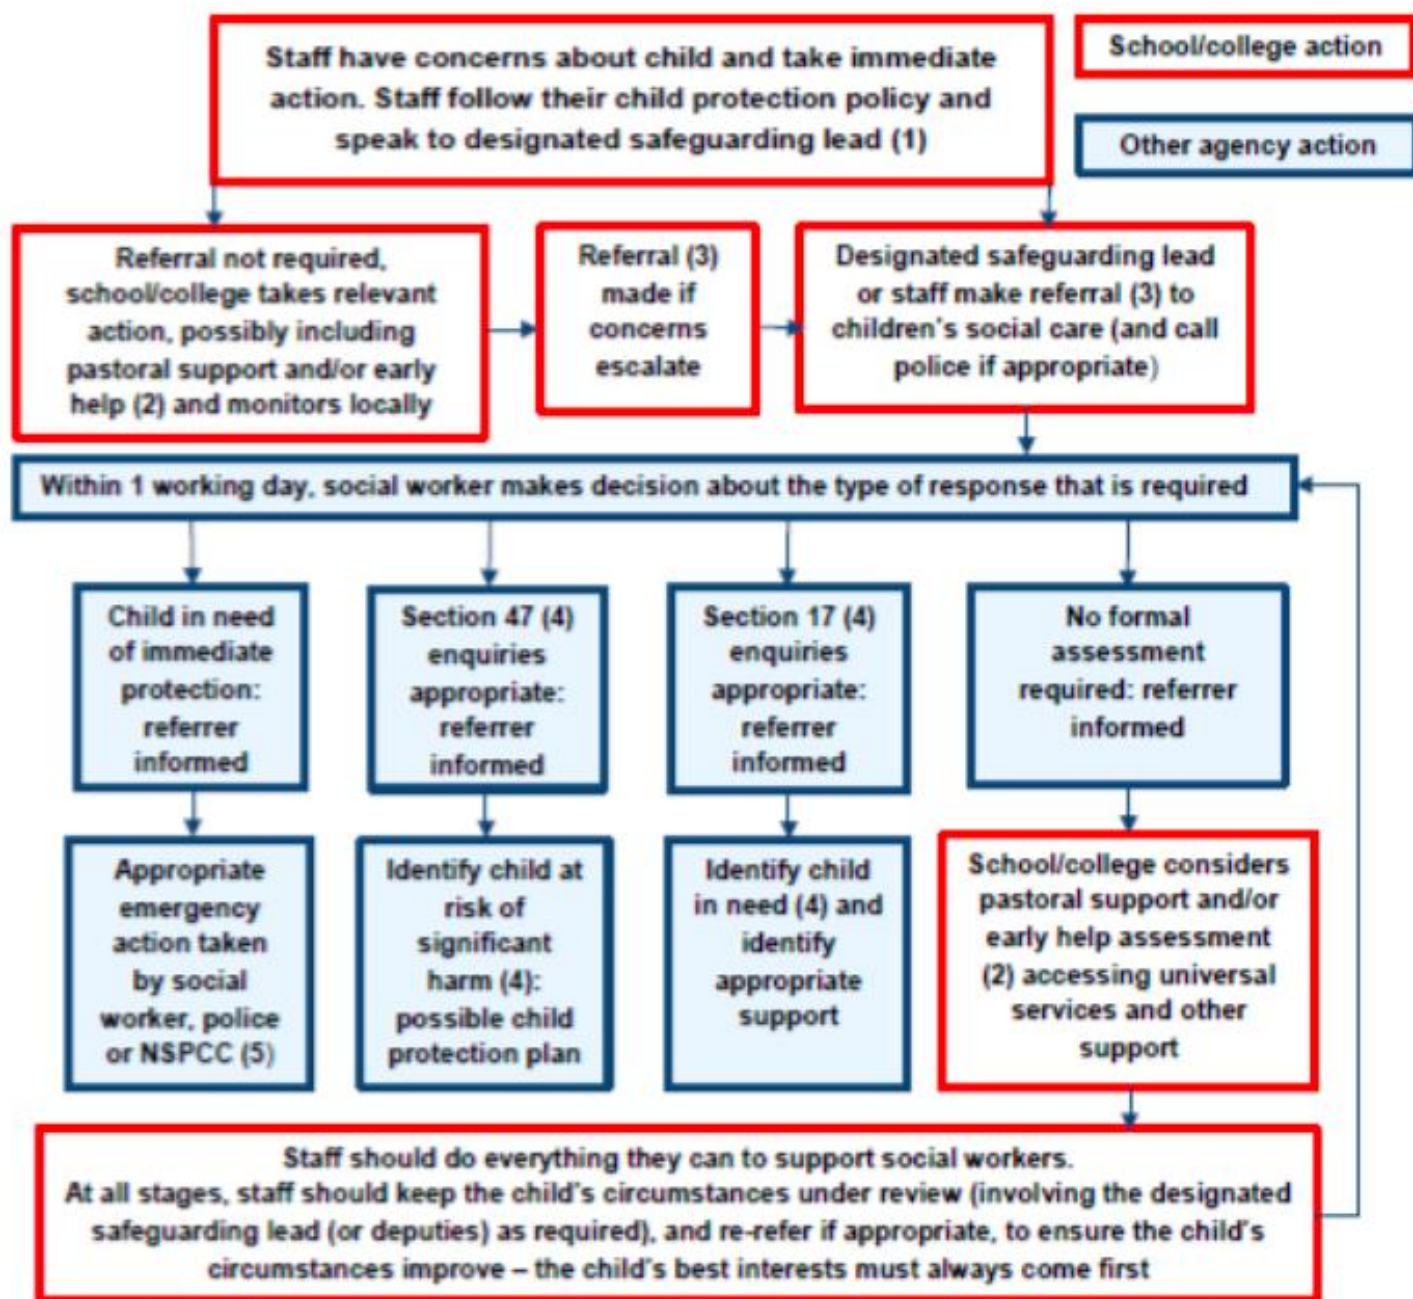 Staff have concerns about child and take immediate
action. Staff follow their child protection policy and
speak to designated safeguarding lead (1)
School/college action
Other agency action
Referral not required,
school/college takes relevant
action, possibly including
pastoral support and/or early
help (2) and monitors locally
Referral (3)
made if
concerns
escalate
Designated safeguarding lead
or staff make referral (3) to
children's social care (and call
police if appropriate)
Within 1 working day, social worker makes decision about the type of response that is required
Child in need
of immediate
protection:
referrer
informed
Section 47 (4)
enquiries
appropriate:
referrer
informed
Section 17 (4)
enquiries
appropriate:
referrer
informed
No formal
assessment
required: referrer
informed
Appropriate
emergency
action taken
by social
worker, police
or NSPCC (5)
Identify child at
risk of
significant
harm (4):
possible child
protection plan
Identify child
in need (4) and
identify
appropriate
support
School/college considers
pastoral support and/or
early help assessment
(2) accessing universal
services and other
support
Staff should do everything they can to support social workers.
At all stages, staff should keep the child's circumstances under review (involving the designated
safeguarding lead (or deputies) as required), and re-refer if appropriate, to ensure the child's
circumstances improve – the child's best interests must always come first